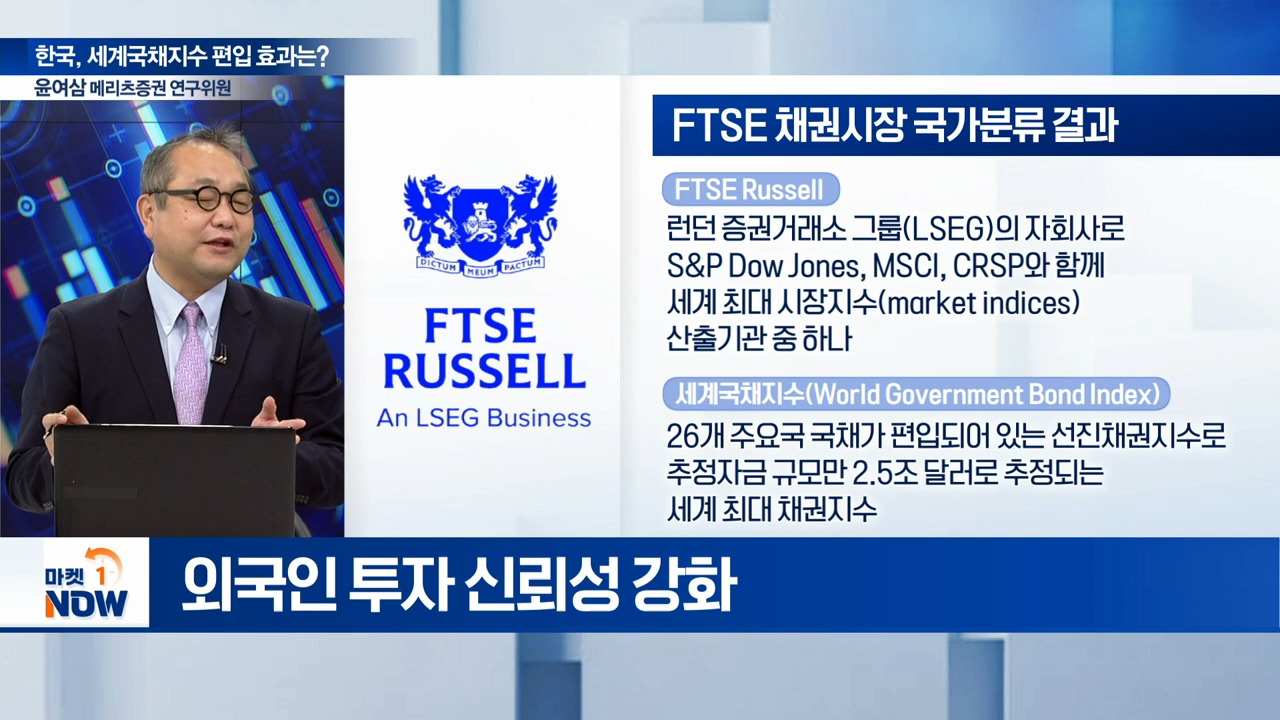 한국, 세계국채지수 편입 효과는?
윤여삼 메리츠증권 연구위원
DICTUM MEUM PACTUM
FTSE
RUSSELL
An LSEG Business
FTSE 채권시장 국가분류 결과
FTSE Russell
런던 증권거래소 그룹(LSEG)의 자회사로
S&P Dow Jones, MSCI, CRSP와 함께
세계 최대 시장지수(market indices)
산출기관 중 하나
세계국채지수(World Government Bond Index)
26개 주요국 국채가 편입되어 있는 선진채권지수로
추정자금 규모만 2.5조 달러로 추정되는
세계 최대 채권지수
마켓 1
NOW
외국인 투자 신뢰성 강화